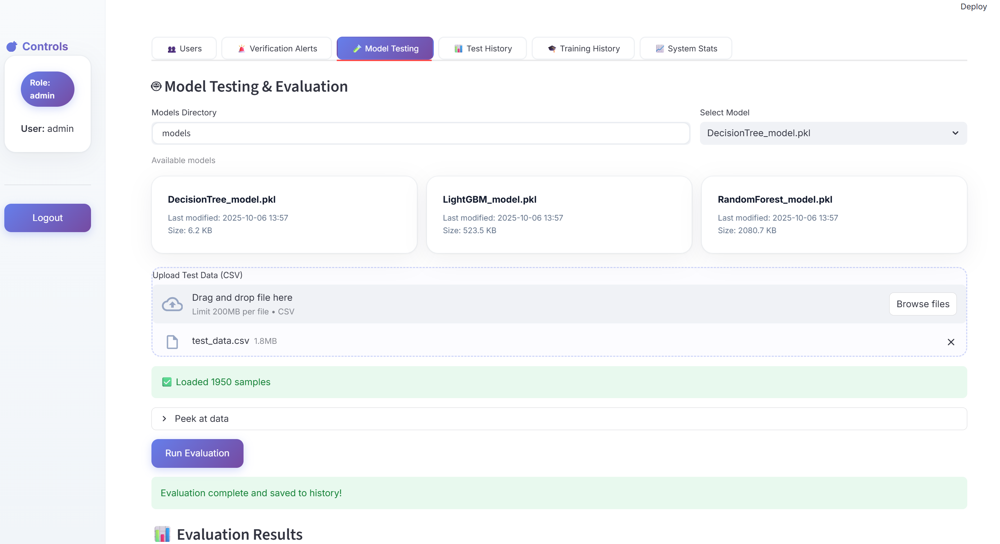 Deploy
Controls
Role:
admin
User: admin
Logout
Users
Verification Alerts
Model Testing
Test History
Training History
System Stats
Model Testing & Evaluation
Models Directory
Select Model
models
DecisionTree_model.pkl
Available models
DecisionTree_model.pkl
Last modified: 2025-10-06 13:57
Size: 6.2 KB
LightGBM_model.pkl
Last modified: 2025-10-06 13:57
Size: 523.5 KB
RandomForest_model.pkl
Last modified: 2025-10-06 13:57
Size: 2080.7 KB
Upload Test Data (CSV)
Drag and drop file here
Limit 200MB per file • CSV
Browse files
test_data.csv 1.8MB
Loaded 1950 samples
Peek at data
Run Evaluation
Evaluation complete and saved to history!
Evaluation Results